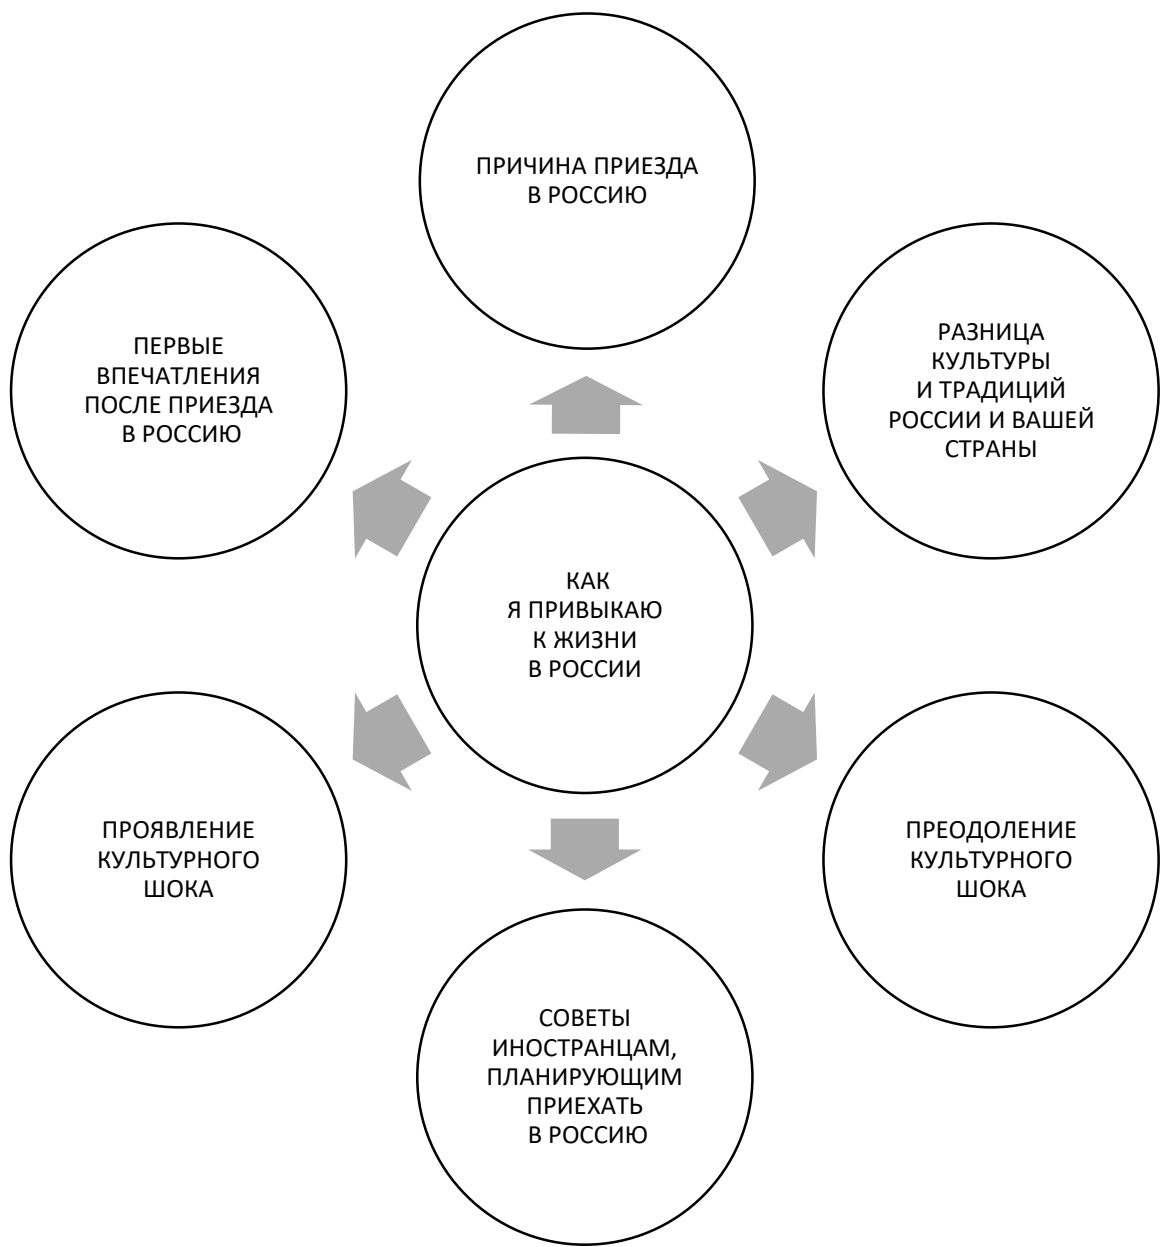 ПРИЧИНА ПРИЕЗДА
В РОССИЮ
ПЕРВЫЕ
ВПЕЧАТЛЕНИЯ
ПОСЛЕ ПРИЕЗДА
В РОССИЮ
РАЗНИЦА
КУЛЬТУРЫ
И ТРАДИЦИЙ
РОССИИ И ВАШЕЙ
СТРАНЫ
КАК
Я ПРИВЫКАЮ
К ЖИЗНИ
В РОССИИ
ПРОЯВЛЕНИЕ
КУЛЬТУРНОГО
ШОКА
ПРЕОДОЛЕНИЕ
КУЛЬТУРНОГО
ШОКА
СОВЕТЫ
ИНОСТРАНЦАМ,
ПЛАНИРУЮЩИМ
ПРИЕХАТЬ
В РОССИЮ